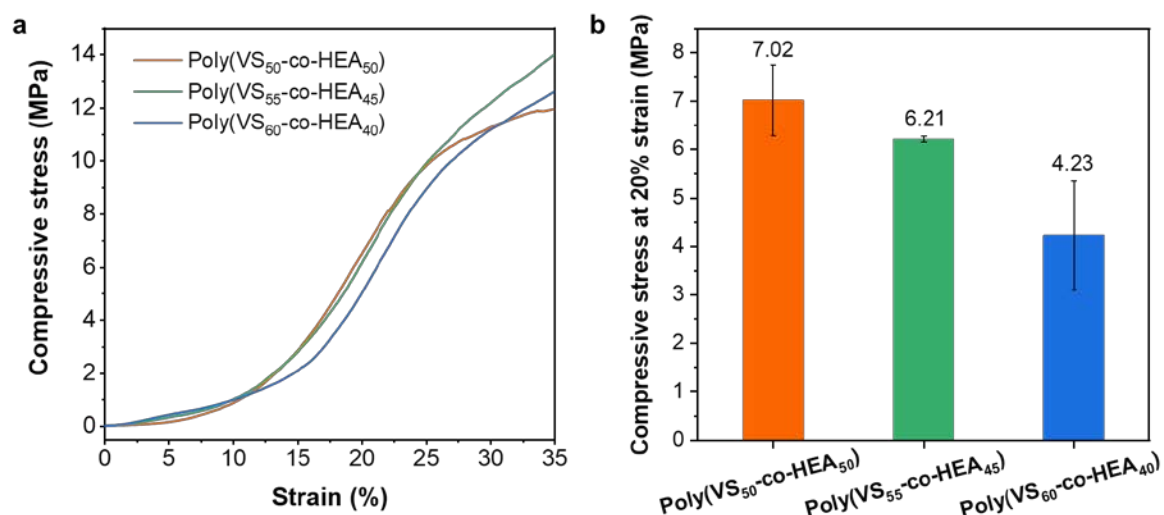 a
Compressive stress (MPa)
14
12
10
8
6
4
2
0
Poly(VS₅₀-co-HEA₅₀)
Poly(VS₅₅-co-HEA₄₅)
Poly(VS₆₀-co-HEA₄₀)
0 5 10 15 20 25 30 35
Strain (%)
b
Compressive stress at 20% strain (MPa)
8
7
6
5
4
3
2
1
0
7.02
6.21
4.23
Poly(VS₅₀-co-HEA₅₀)
Poly(VS₅₅-co-HEA₄₅)
Poly(VS₆₀-co-HEA₄₀)